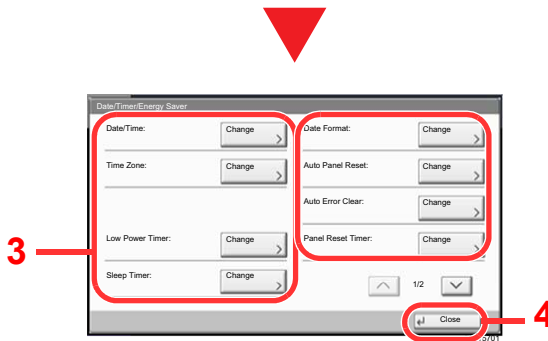 Date/Timer/Energy Saver
Date/Time:
Change
Date Format:
Change
Time Zone:
Change
Auto Panel Reset:
Change
Auto Error Clear:
Change
Low Power Timer:
Change
Panel Reset Timer:
Change
3
Sleep Timer:
Change
1/2
Close
4